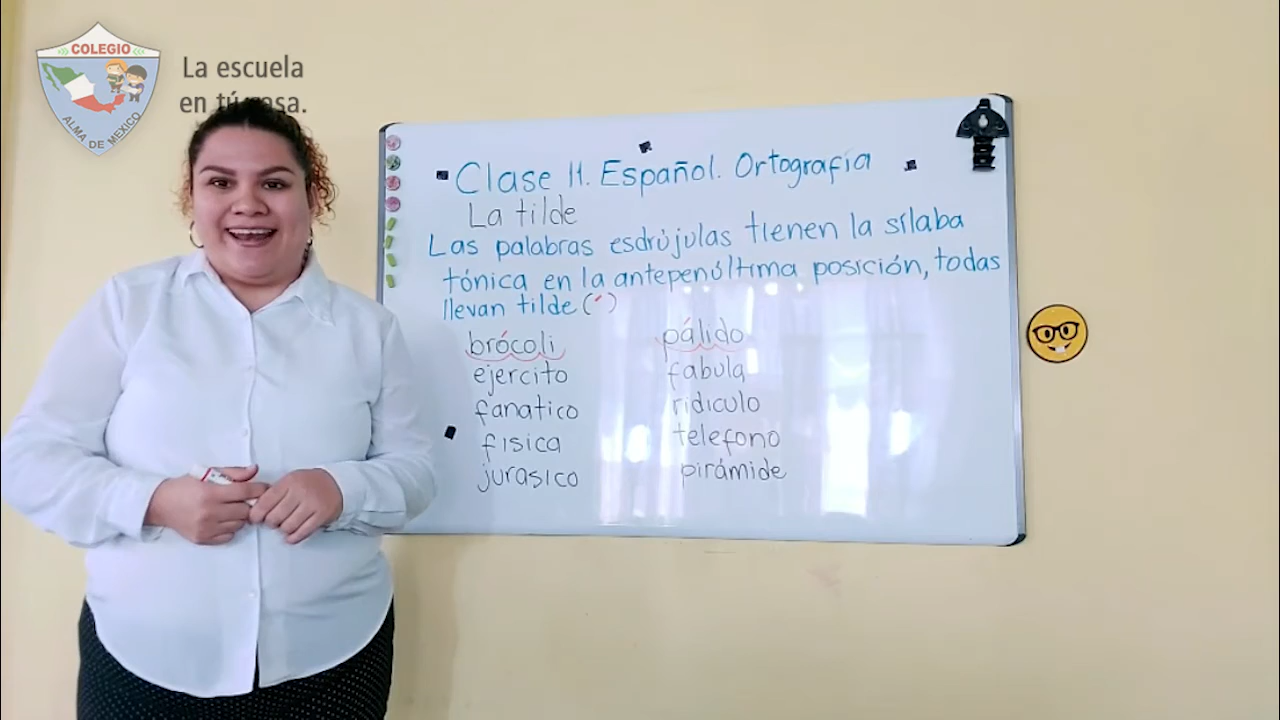 COLEGIO
ALMA DE MEXICO
La escuela
en tú casa.
Clase 11. Español. Ortografía
La tilde
Las palabras esdrújulas tienen la sílaba
tónica en la antepenúltima posición, todas
llevan tilde (´)
brócoli pálido
ejercito fabula
fanatico ridiculo
fisica telefono
jurasico pirámide